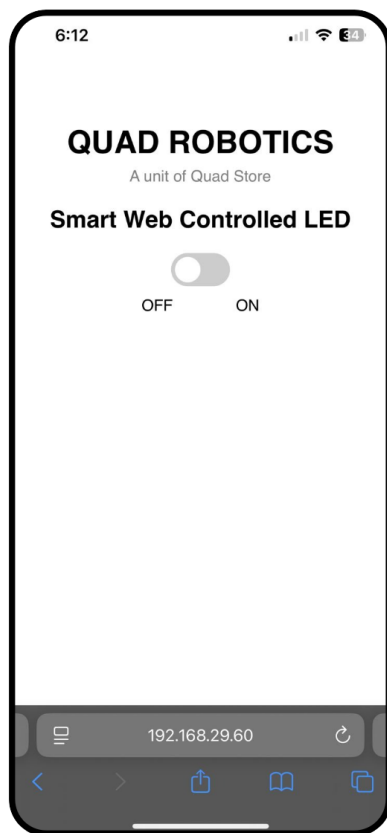 6:12
34
QUAD ROBOTICS
A unit of Quad Store
Smart Web Controlled LED
OFF ON
192.168.29.60